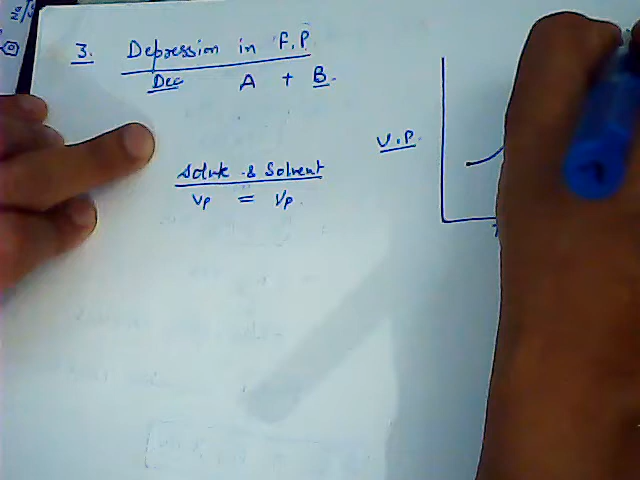 3. Depression in F.P
Dec A + B.
Solute & Solvent
Vp = Vp.
V.P.